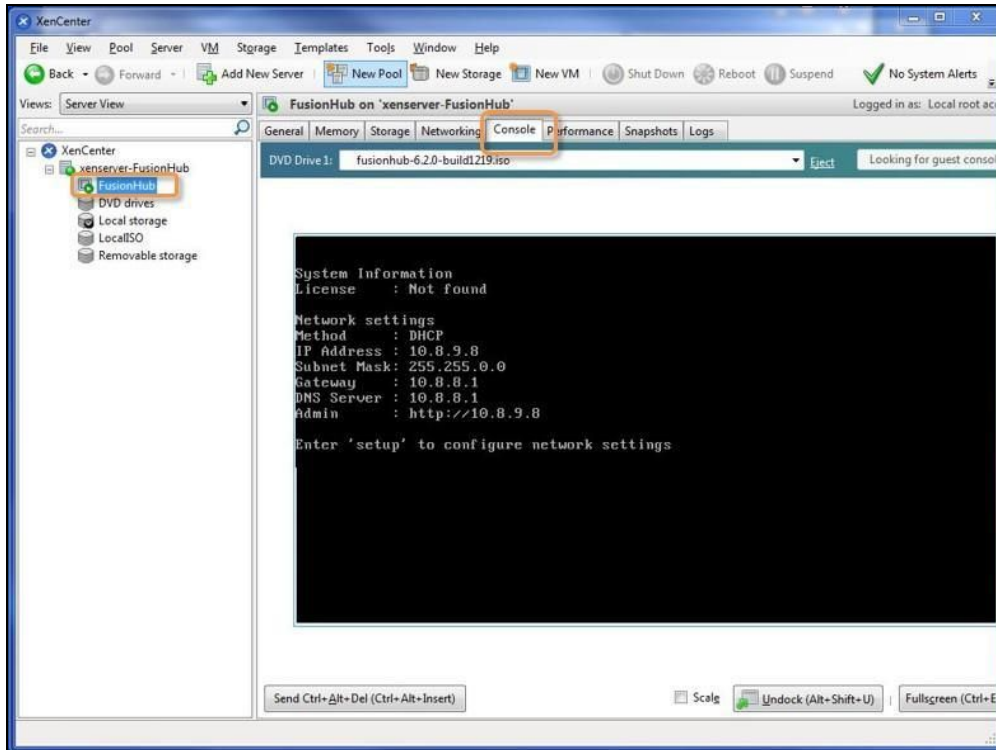 XenCenter
File View Pool Server VM Storage Templates Tools Window Help
Back Forward Add New Server New Pool New Storage New VM Shut Down Reboot Suspend No System Alerts
Views: Server View
FusionHub on 'xenserver-FusionHub'
Logged in as: Local root
Search...
General Memory Storage Networking Console Performance Snapshots Logs
XenCenter
xenserver-FusionHub
FusionHub
DVD drives
Local storage
LocalISO
Removable storage
DVD Drive 1: fusionhub-6.2.0-build1219.iso Eject Looking for guest
System Information
License : Not found
Network settings
Method : DHCP
IP Address : 10.8.9.8
Subnet Mask: 255.255.0.0
Gateway : 10.8.8.1
DNS Server : 10.8.8.1
Admin : http://10.8.9.8
Enter 'setup' to configure network settings
Send Ctrl+Alt+Del (Ctrl+Alt+Insert) Scale Undock (Alt+Shift+U) Fullscreen (Ctrl+E